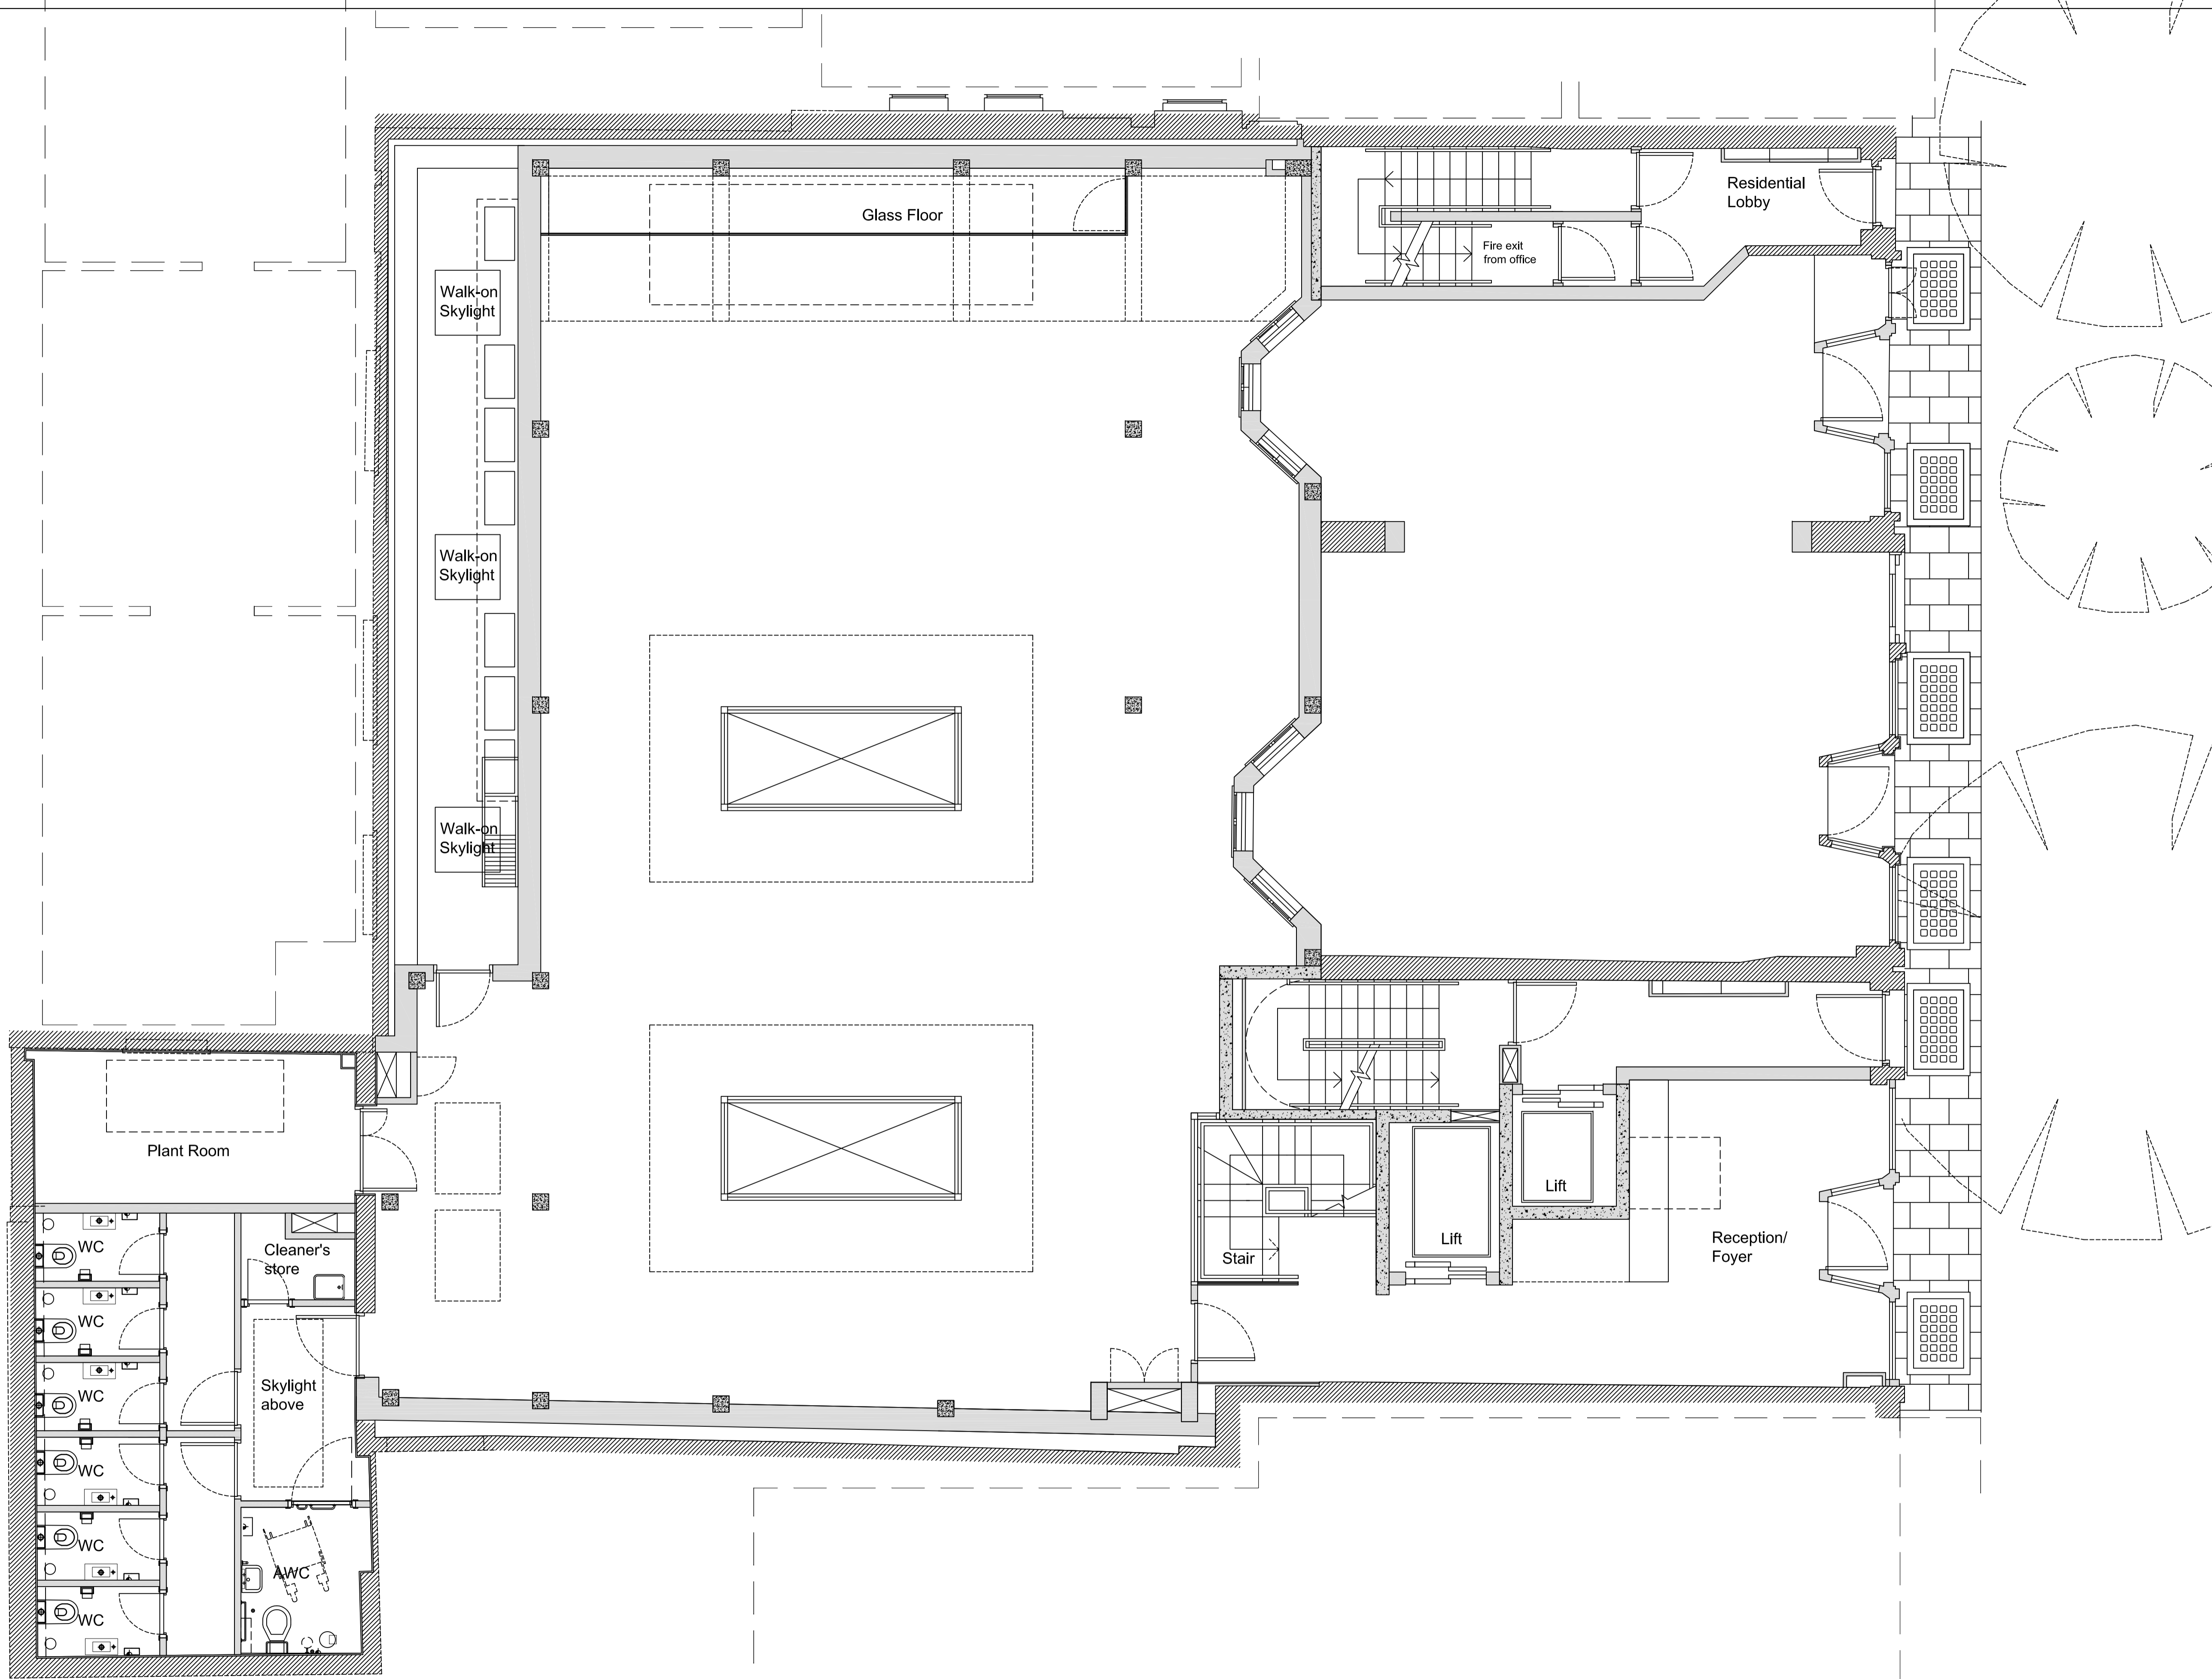 Residential
Lobby
Glass Floor
Fire exit
from office
Walk-on
Skylight
Walk-on
Skylight
Walk-on
Skylight
Plant Room
Lift
Reception/
Foyer
Lift
Stair
WC
Cleaner's
store
WC
Skylight
above
WC
WC
WC
AWC
WC